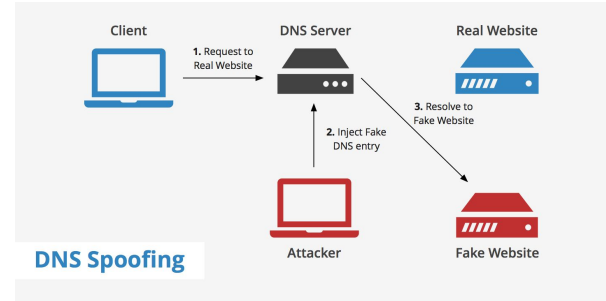 Client
DNS Server
Real Website
1. Request to
Real Website
3. Resolve to
Fake Website
2. Inject Fake
DNS entry
Attacker
Fake Website
DNS Spoofing